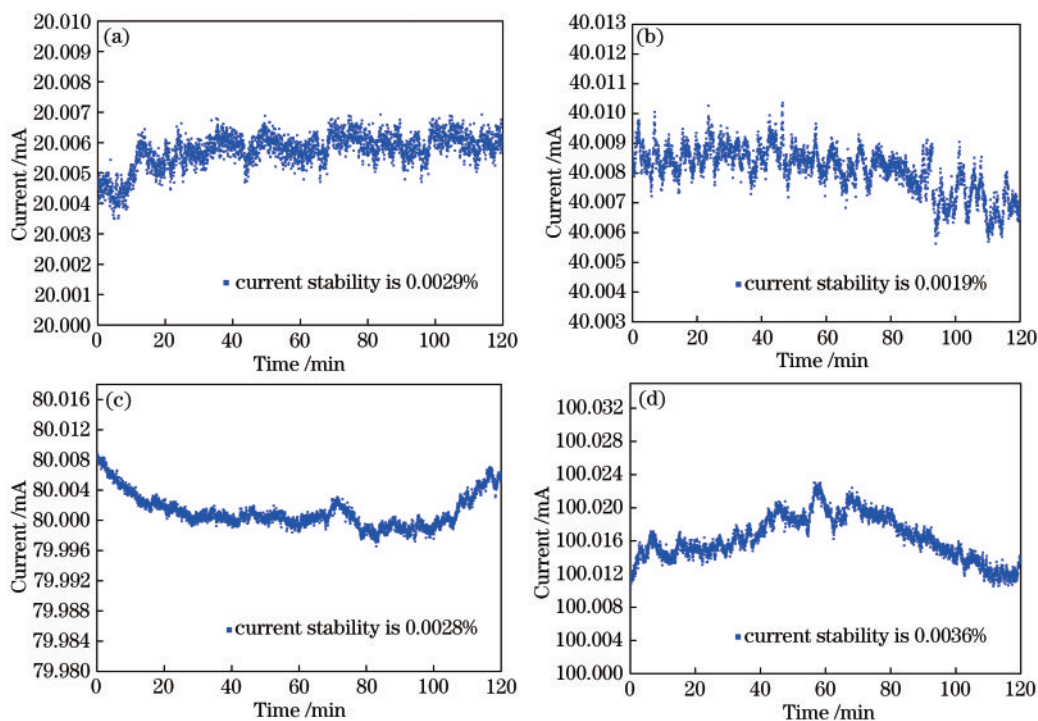 (a)
20.010
20.009
20.008
20.007
20.006
20.005
20.004
20.003
20.002
20.001
20.000
Current /mA
current stability is 0.0029%
0 20 40 60 80 100 120
Time /min
(b)
40.013
40.012
40.011
40.010
40.009
40.008
40.007
40.006
40.005
40.004
40.003
Current /mA
current stability is 0.0019%
0 20 40 60 80 100 120
Time /min
(c)
80.016
80.012
80.008
80.004
80.000
79.996
79.992
79.988
79.984
79.980
Current /mA
current stability is 0.0028%
0 20 40 60 80 100 120
Time /min
(d)
100.032
100.028
100.024
100.020
100.016
100.012
100.008
100.004
100.000
Current /mA
current stability is 0.0036%
0 20 40 60 80 100 120
Time /min